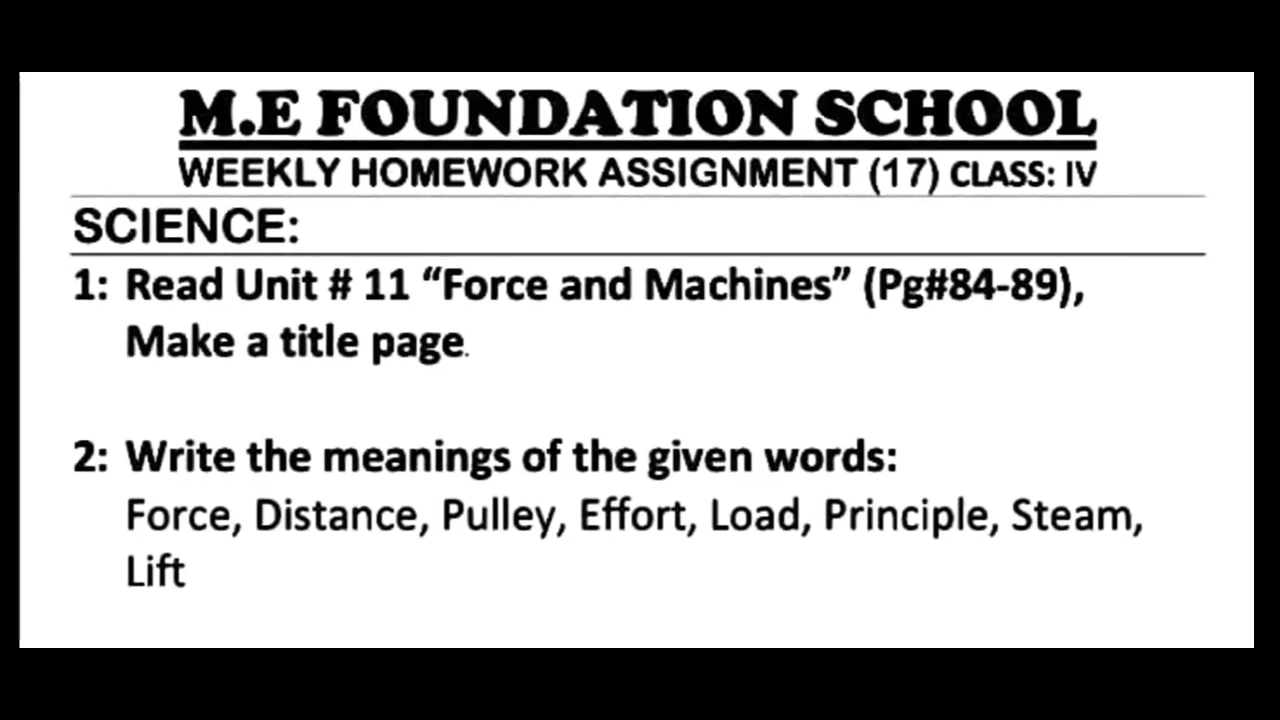 M.E FOUNDATION SCHOOL
WEEKLY HOMEWORK ASSIGNMENT (17) CLASS: IV
SCIENCE:
1: Read Unit # 11 “Force and Machines” (Pg#84-89),
Make a title page.
2: Write the meanings of the given words:
Force, Distance, Pulley, Effort, Load, Principle, Steam,
Lift